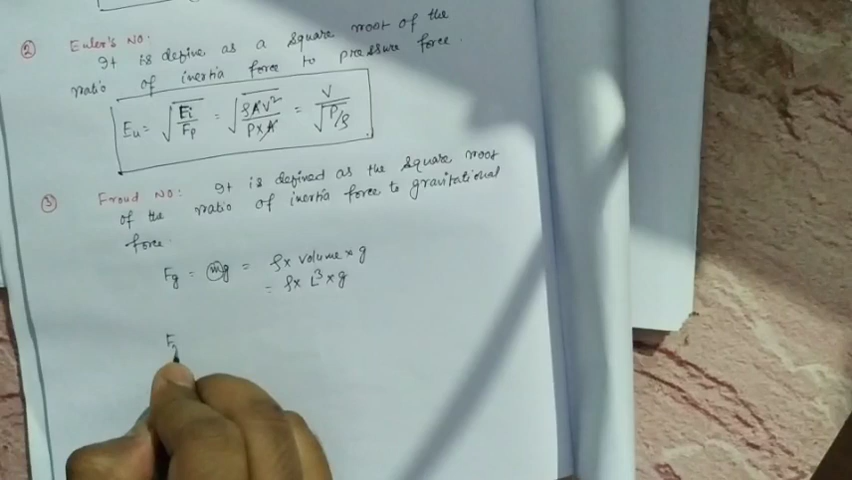 ② Euler's NO:
It is define as a square root of the
ratio of inertia force to pressure force.
Eu = √(Fi/Fp) = √(ρAV²/P×A) = V/√(P/ρ)
③ Froud NO: It is defined as the square root
of the ratio of inertia force to gravitational
force.
Fg = mg = ρ× volume × g
= ρ× L³ × g
F